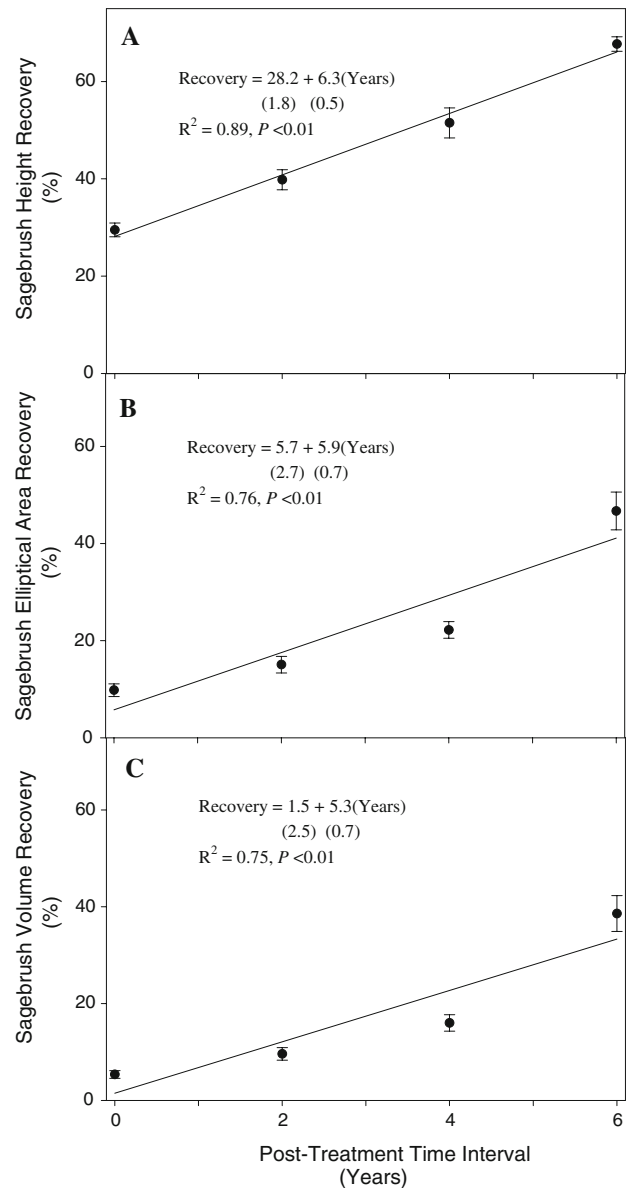 A
Recovery = 28.2 + 6.3(Years)
(1.8) (0.5)
R² = 0.89, P <0.01
Sagebrush Height Recovery
(%)
60
40
20
0
B
Recovery = 5.7 + 5.9(Years)
(2.7) (0.7)
R² = 0.76, P <0.01
Sagebrush Elliptical Area Recovery
(%)
60
40
20
0
C
Recovery = 1.5 + 5.3(Years)
(2.5) (0.7)
R² = 0.75, P <0.01
Sagebrush Volume Recovery
(%)
60
40
20
0
0 2 4 6
Post-Treatment Time Interval
(Years)